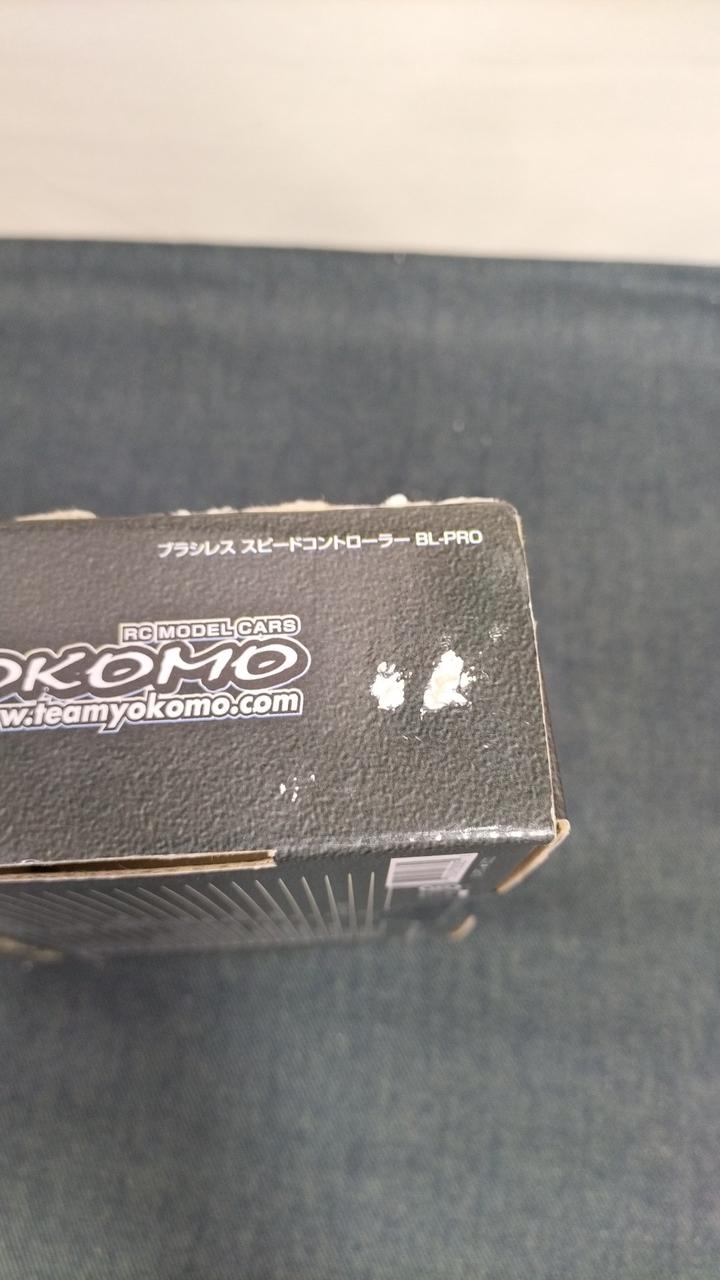 ブラシレス スピードコントローラー BL-PRO
RC MODEL CARS
OKOMO
w.teamyokomo.com